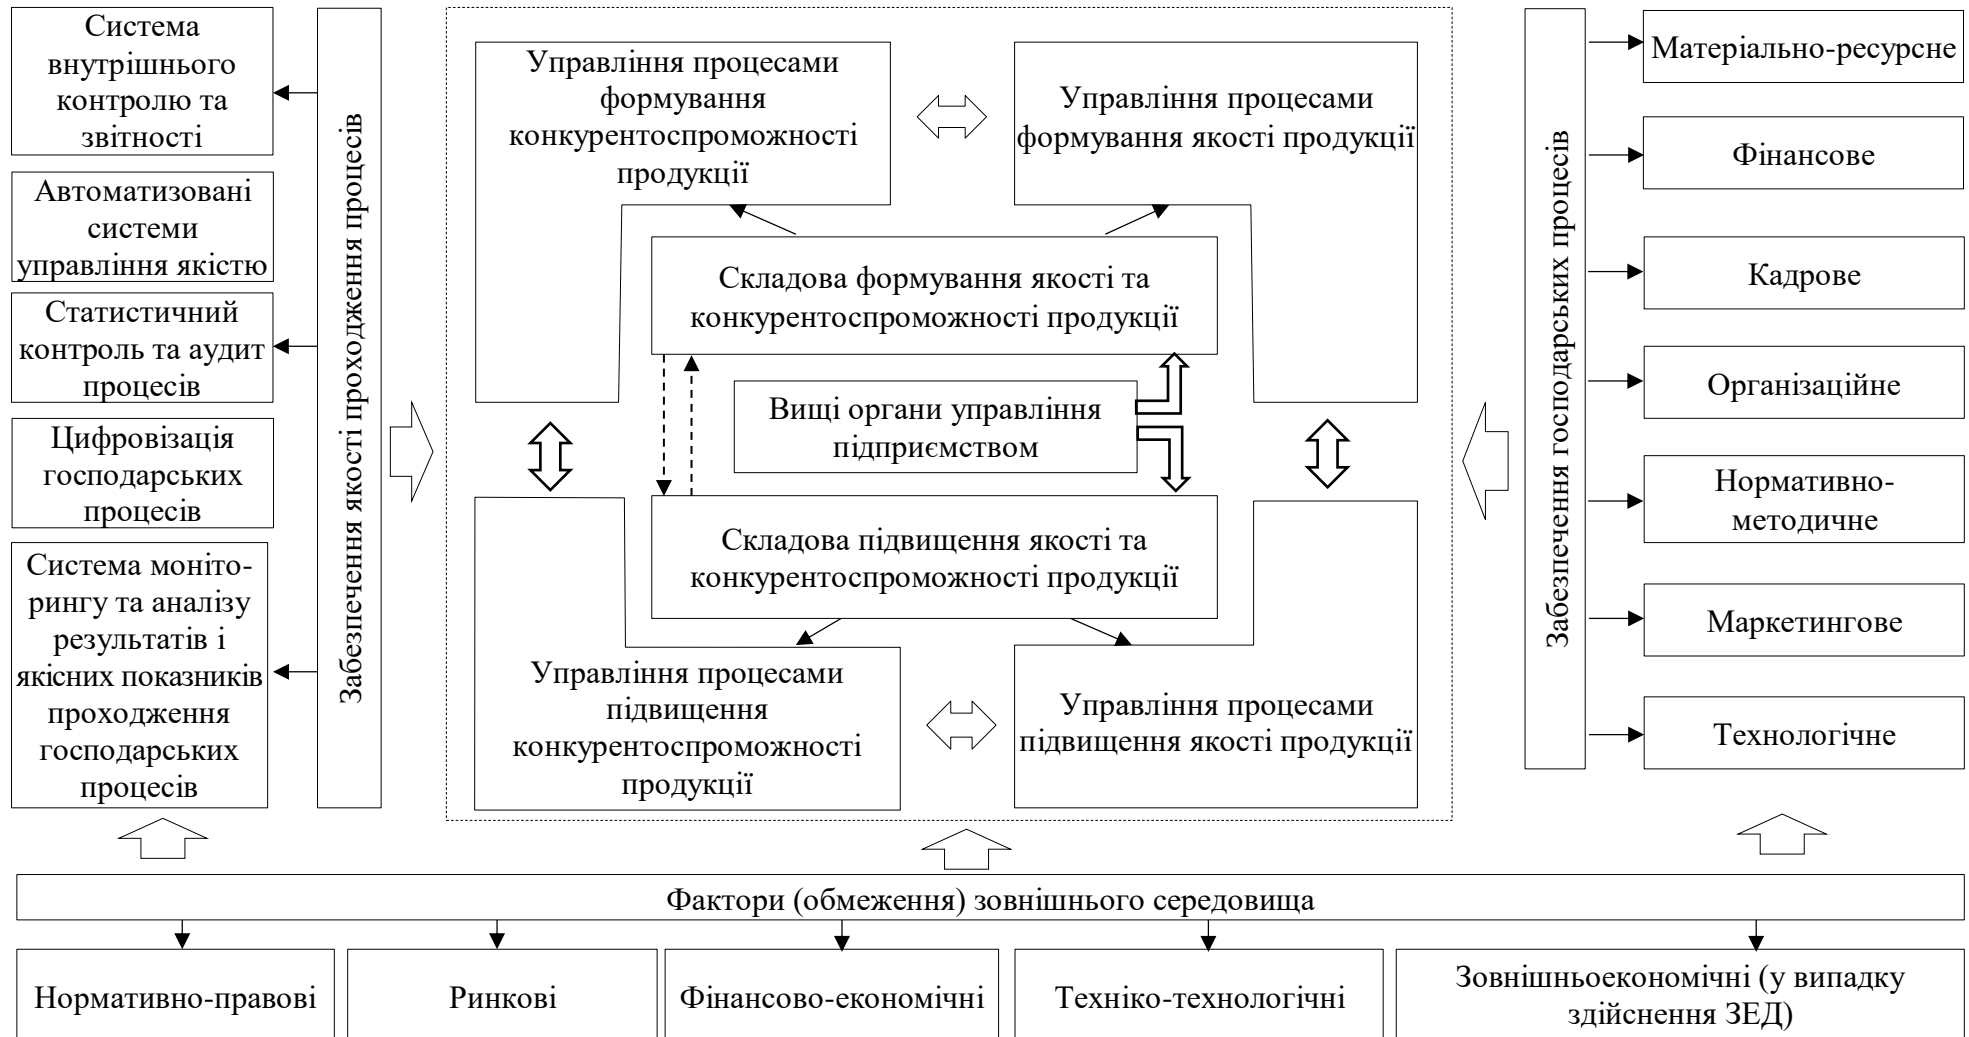 Система
внутрішнього
контролю та
звітності
Автоматизовані
системи
управління якістю
Статистичний
контроль та аудит
процесів
Цифровізація
господарських
процесів
Система моніто-
рингу та аналізу
результатів і
якісних показників
проходження
господарських
процесів
Забезпечення якості проходження процесів
Управління процесами
формування
конкурентоспроможності
продукції
Управління процесами
формування якості продукції
Складова формування якості та
конкурентоспроможності продукції
Вищі органи управління
підприємством
Складова підвищення якості та
конкурентоспроможності продукції
Управління процесами
підвищення
конкурентоспроможності
продукції
Управління процесами
підвищення якості продукції
Забезпечення господарських процесів
Матеріально-ресурсне
Фінансове
Кадрове
Організаційне
Нормативно-
методичне
Маркетингове
Технологічне
Фактори (обмеження) зовнішнього середовища
Нормативно-правові
Ринкові
Фінансово-економічні
Техніко-технологічні
Зовнішньоекономічні (у випадку
здійснення ЗЕД)